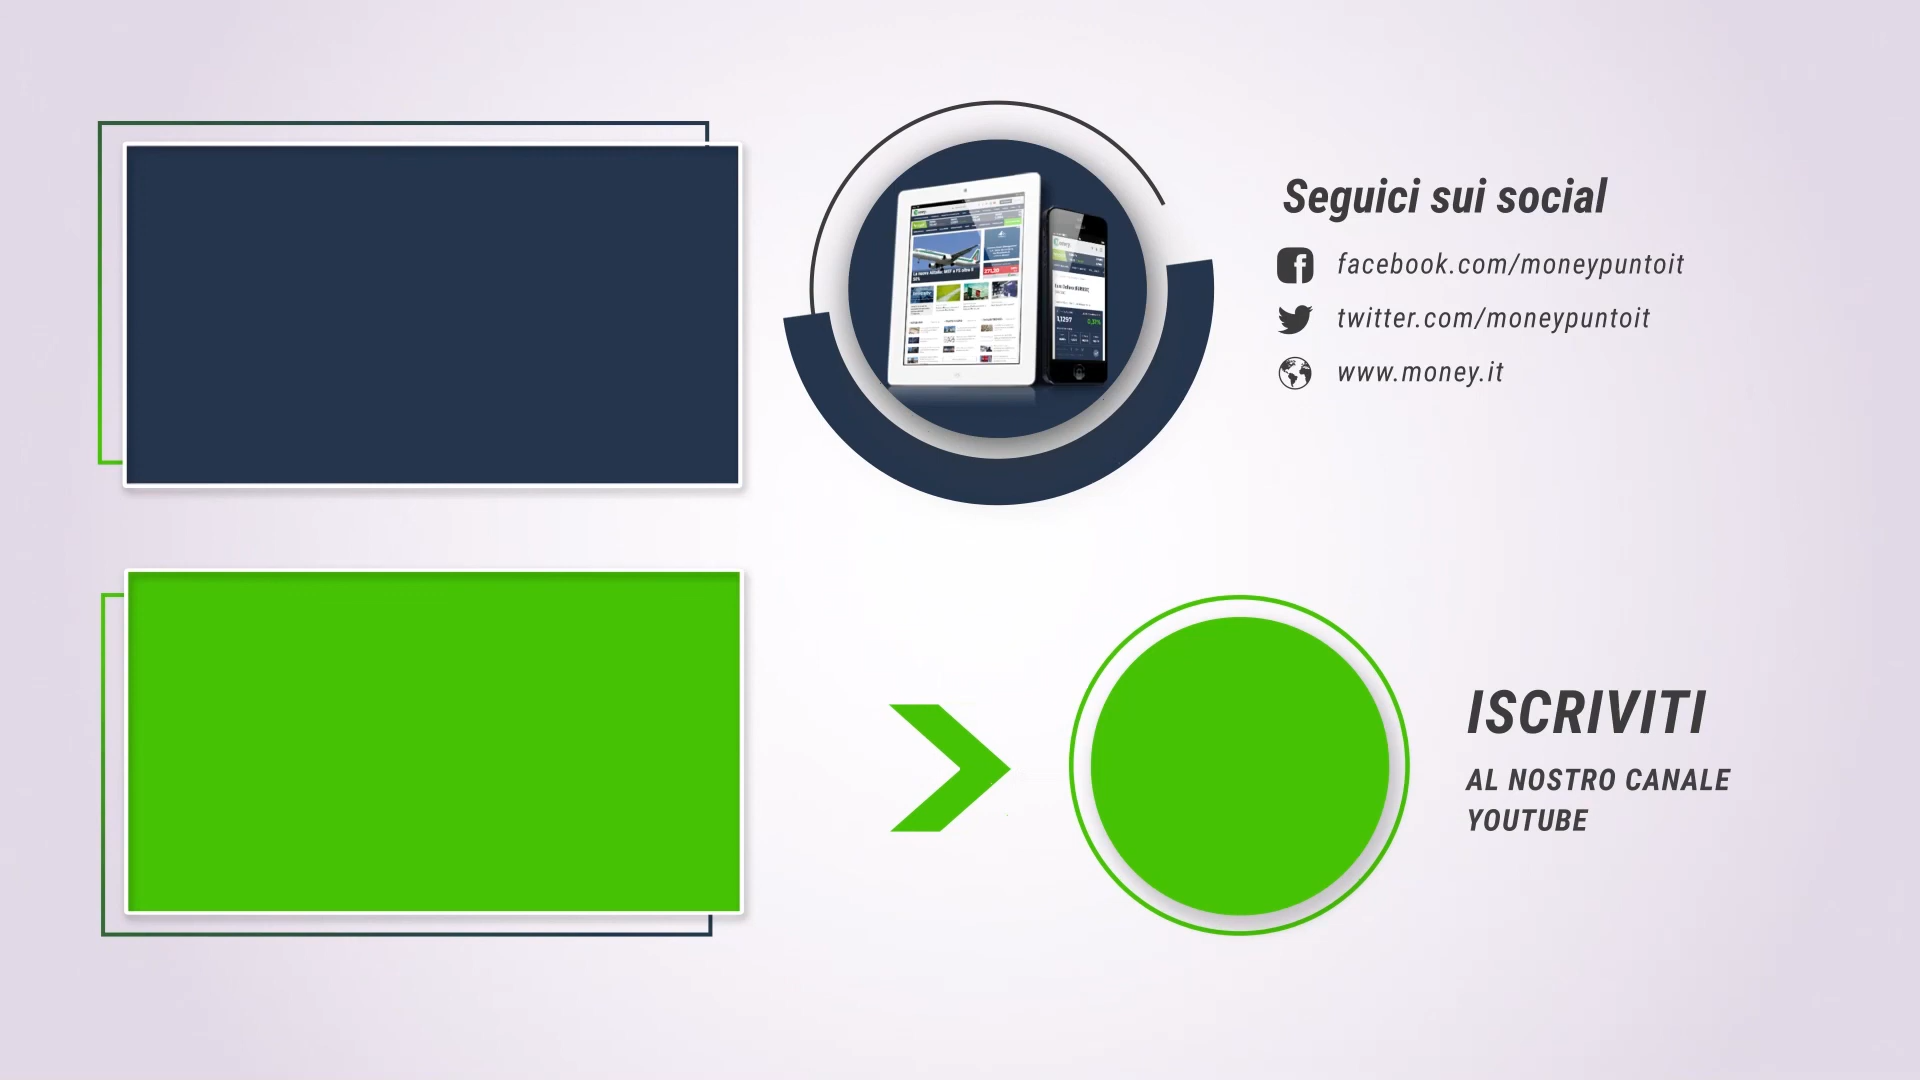 Seguici sui social
facebook.com/moneypuntoit
twitter.com/moneypuntoit
www.money.it
ISCRIVITI
AL NOSTRO CANALE
YOUTUBE